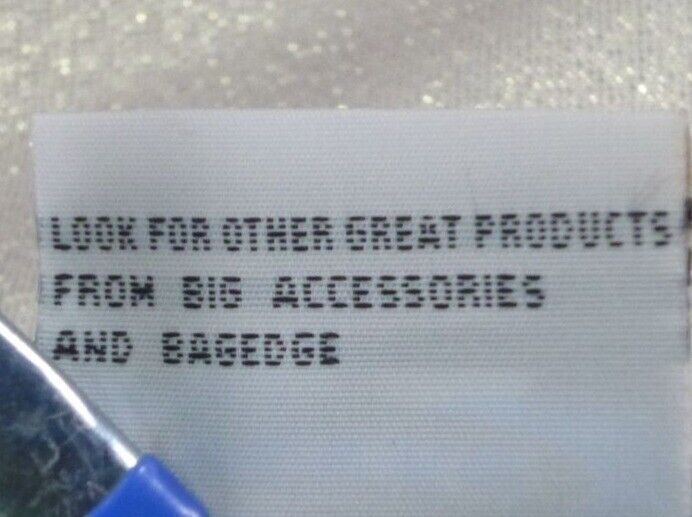 LOOK FOR OTHER GREAT PRODUCTS
FROM BIG ACCESSORIES
AND BAGEDGE